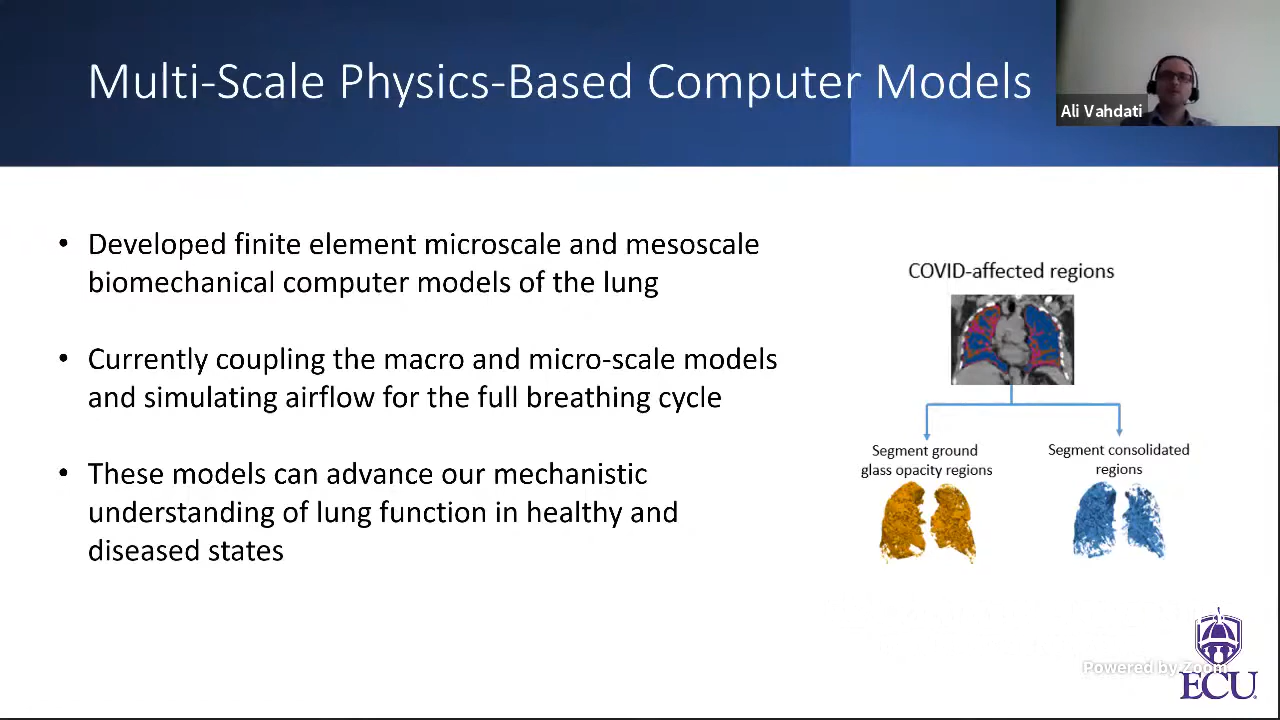 Multi-Scale Physics-Based Computer Models
Ali Vahdati
• Developed finite element microscale and mesoscale
biomechanical computer models of the lung
• Currently coupling the macro and micro-scale models
and simulating airflow for the full breathing cycle
• These models can advance our mechanistic
understanding of lung function in healthy and
diseased states
COVID-affected regions
Segment ground
glass opacity regions
Segment consolidated
regions
Powered by Zoom
ECU